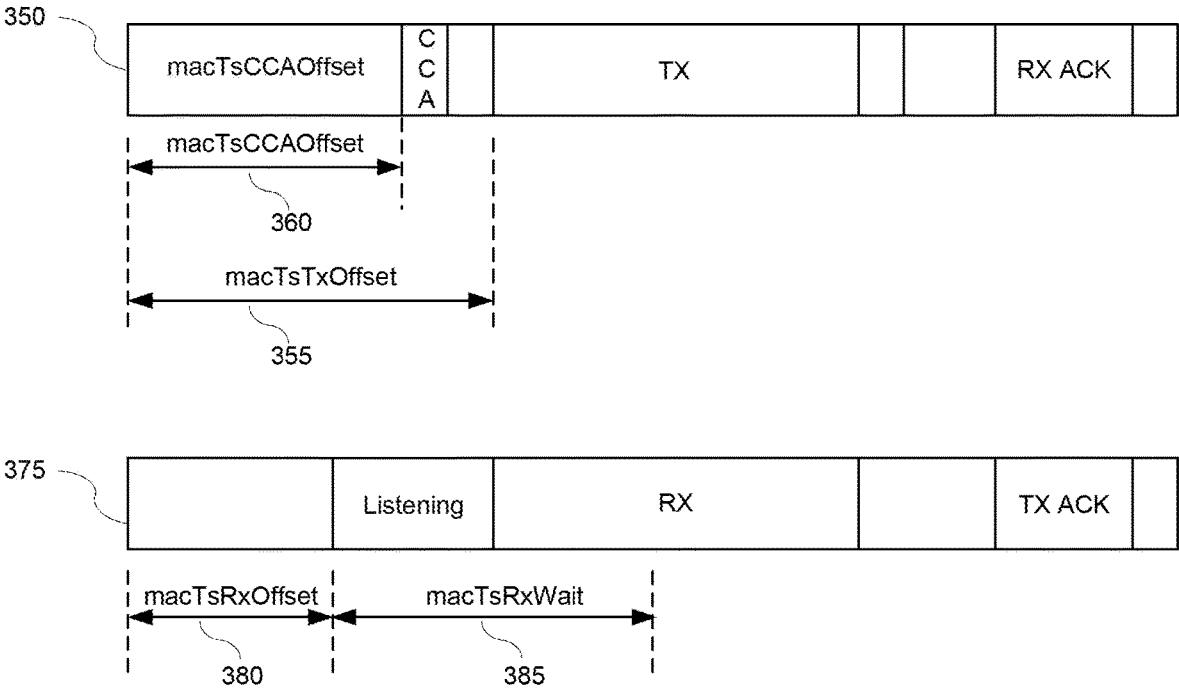 350
macTsCCAOffset
C
C
A
TX
RX ACK
macTsCCAOffset
360
macTsTxOffset
355
375
Listening
RX
TX ACK
macTsRxOffset
macTsRxWait
380
385